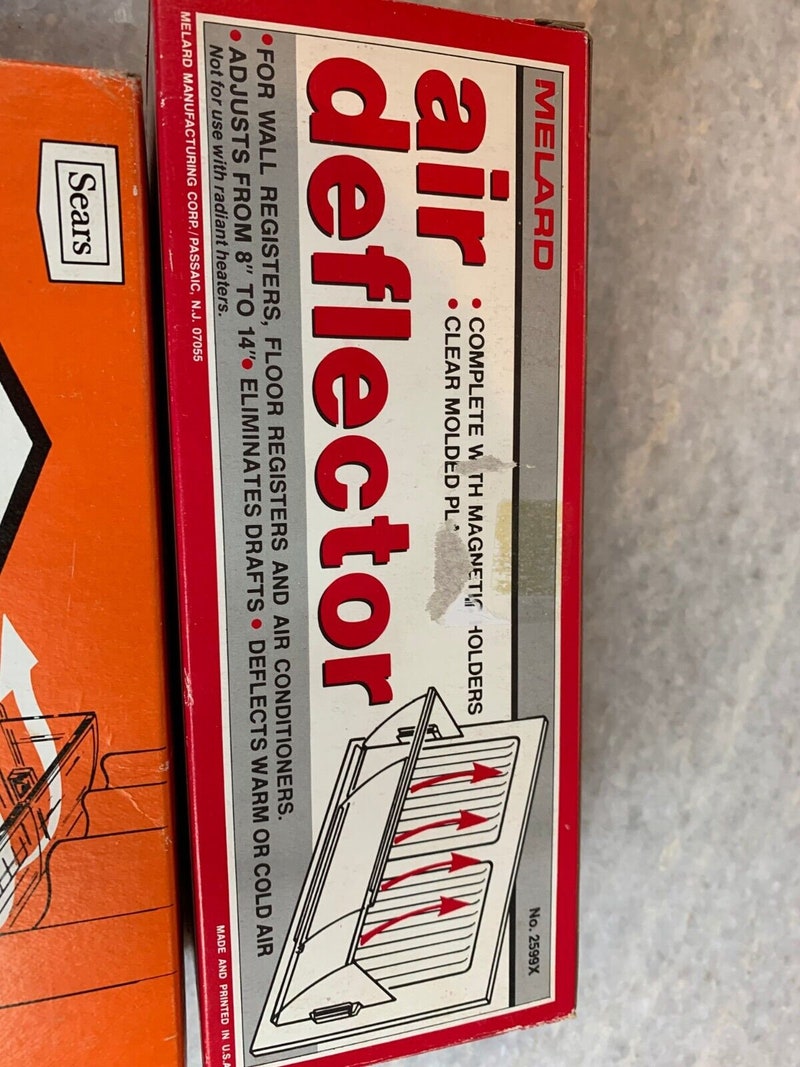 MELARD
No. 2599X
air
deflector
• COMPLETE W TH MAGNETIC HOLDERS
• CLEAR MOLDED PL
• FOR WALL REGISTERS, FLOOR REGISTERS AND AIR CONDITIONERS.
• ADJUSTS FROM 8" TO 14" • ELIMINATES DRAFTS • DEFLECTS WARM OR COLD AIR
Not for use with radiant heaters.
MELARD MANUFACTURING CORP./PASSAIC, N.J. 07055
MADE AND PRINTED IN U.S.A
Sears